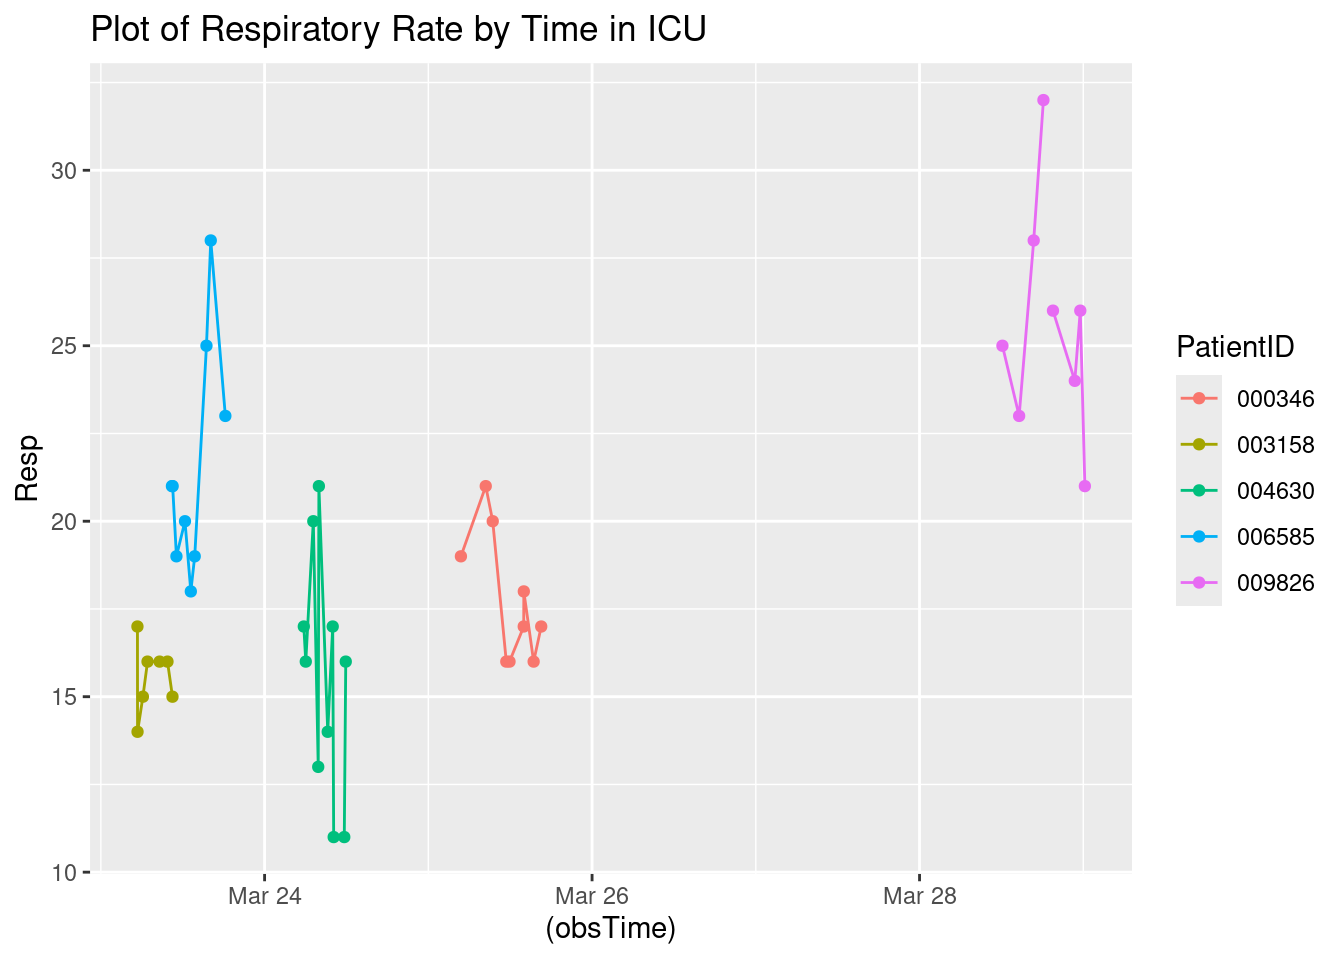 Plot of Respiratory Rate by Time in ICU
Resp
30
25
20
15
10
Mar 24
Mar 26
Mar 28
(obsTime)
PatientID
000346
003158
004630
006585
009826